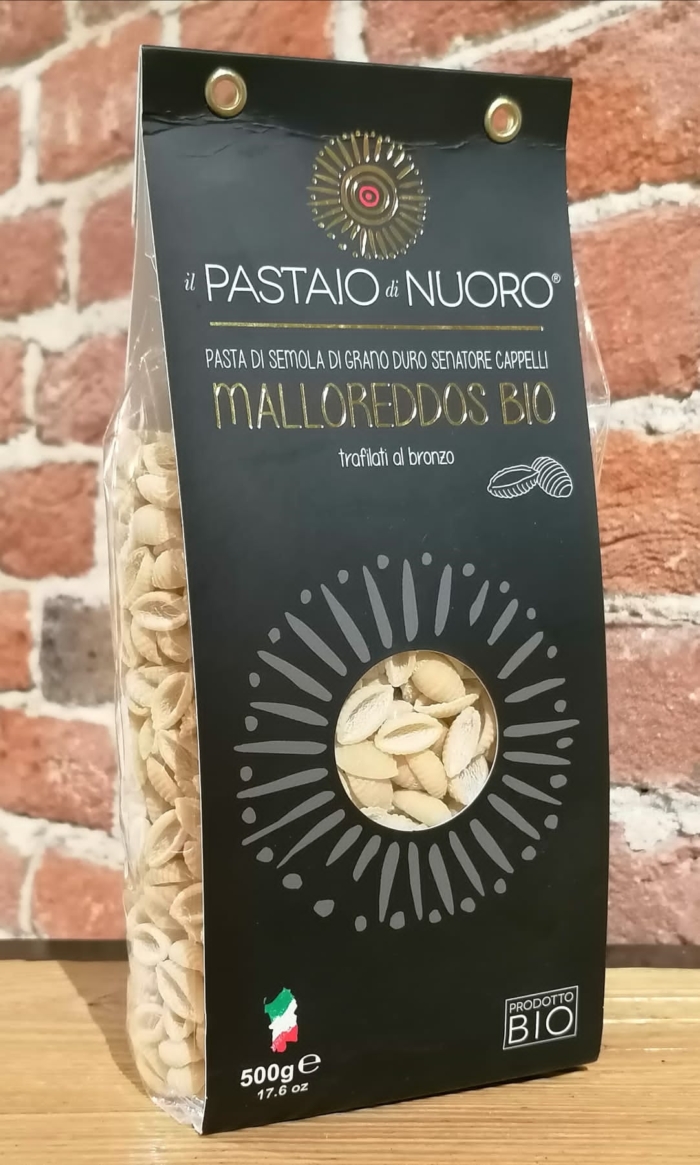 il PASTAIO di NUORO®
PASTA DI SEMOLA DI GRANO DURO SENATORE CAPPELLI
MALLOREDDOS BIO
trafilati al bronzo
500g ℮
17.6 oz
PRODOTTO
BIO